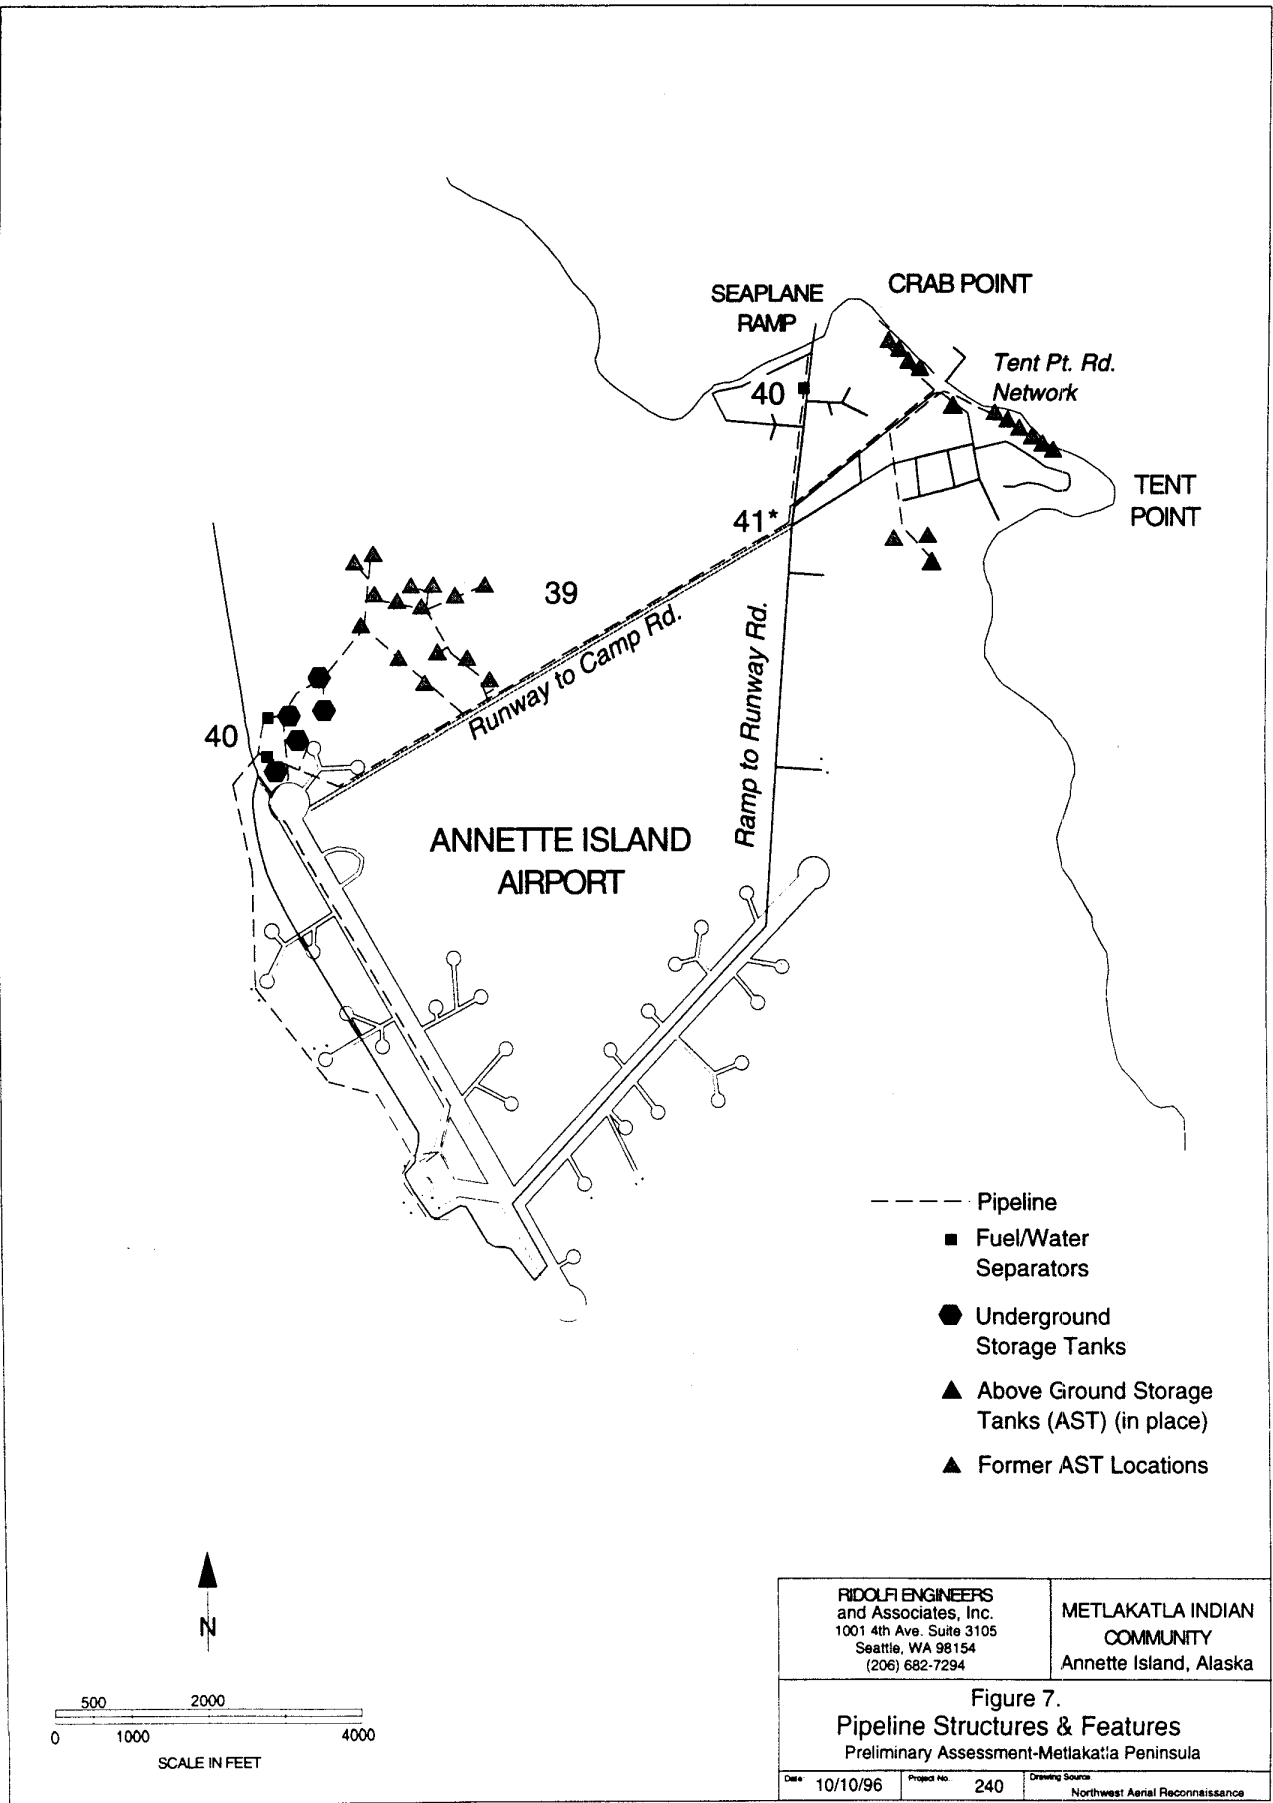 CRAB POINT
SEAPLANE
RAMP
Tent Pt. Rd.
Network
40
TENT
POINT
41*
39
Runway to Camp Rd.
Ramp to Runway Rd.
40
ANNETTE ISLAND
AIRPORT
Pipeline
Fuel/Water
Separators
Underground
Storage Tanks
Above Ground Storage
Tanks (AST) (in place)
Former AST Locations
N
500 2000
0 1000 4000
SCALE IN FEET
RIDOLFI ENGINEERS
and Associates, Inc.
1001 4th Ave. Suite 3105
Seattle, WA 98154
(206) 682-7294
METLAKATLA INDIAN
COMMUNITY
Annette Island, Alaska
Figure 7.
Pipeline Structures & Features
Preliminary Assessment-Metlakatla Peninsula
Date: 10/10/96
Project No. 240
Drawing Source:
Northwest Aerial Reconnaissance